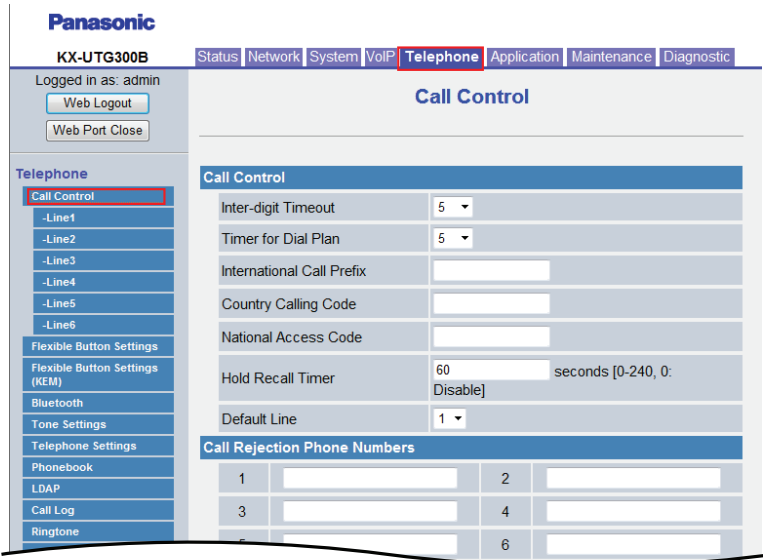 Panasonic
KX-UTG300B
Status Network System VoIP Telephone Application Maintenance Diagnostic
Logged in as: admin
Web Logout
Web Port Close
Call Control
Telephone
Call Control
-Line1
-Line2
-Line3
-Line4
-Line5
-Line6
Flexible Button Settings
Flexible Button Settings
(KEM)
Bluetooth
Tone Settings
Telephone Settings
Phonebook
LDAP
Call Log
Ringtone
Call Control
Inter-digit Timeout 5
Timer for Dial Plan 5
International Call Prefix
Country Calling Code
National Access Code
Hold Recall Timer 60 seconds [0-240, 0:
Disable]
Default Line 1
Call Rejection Phone Numbers
1 2
3 4
6